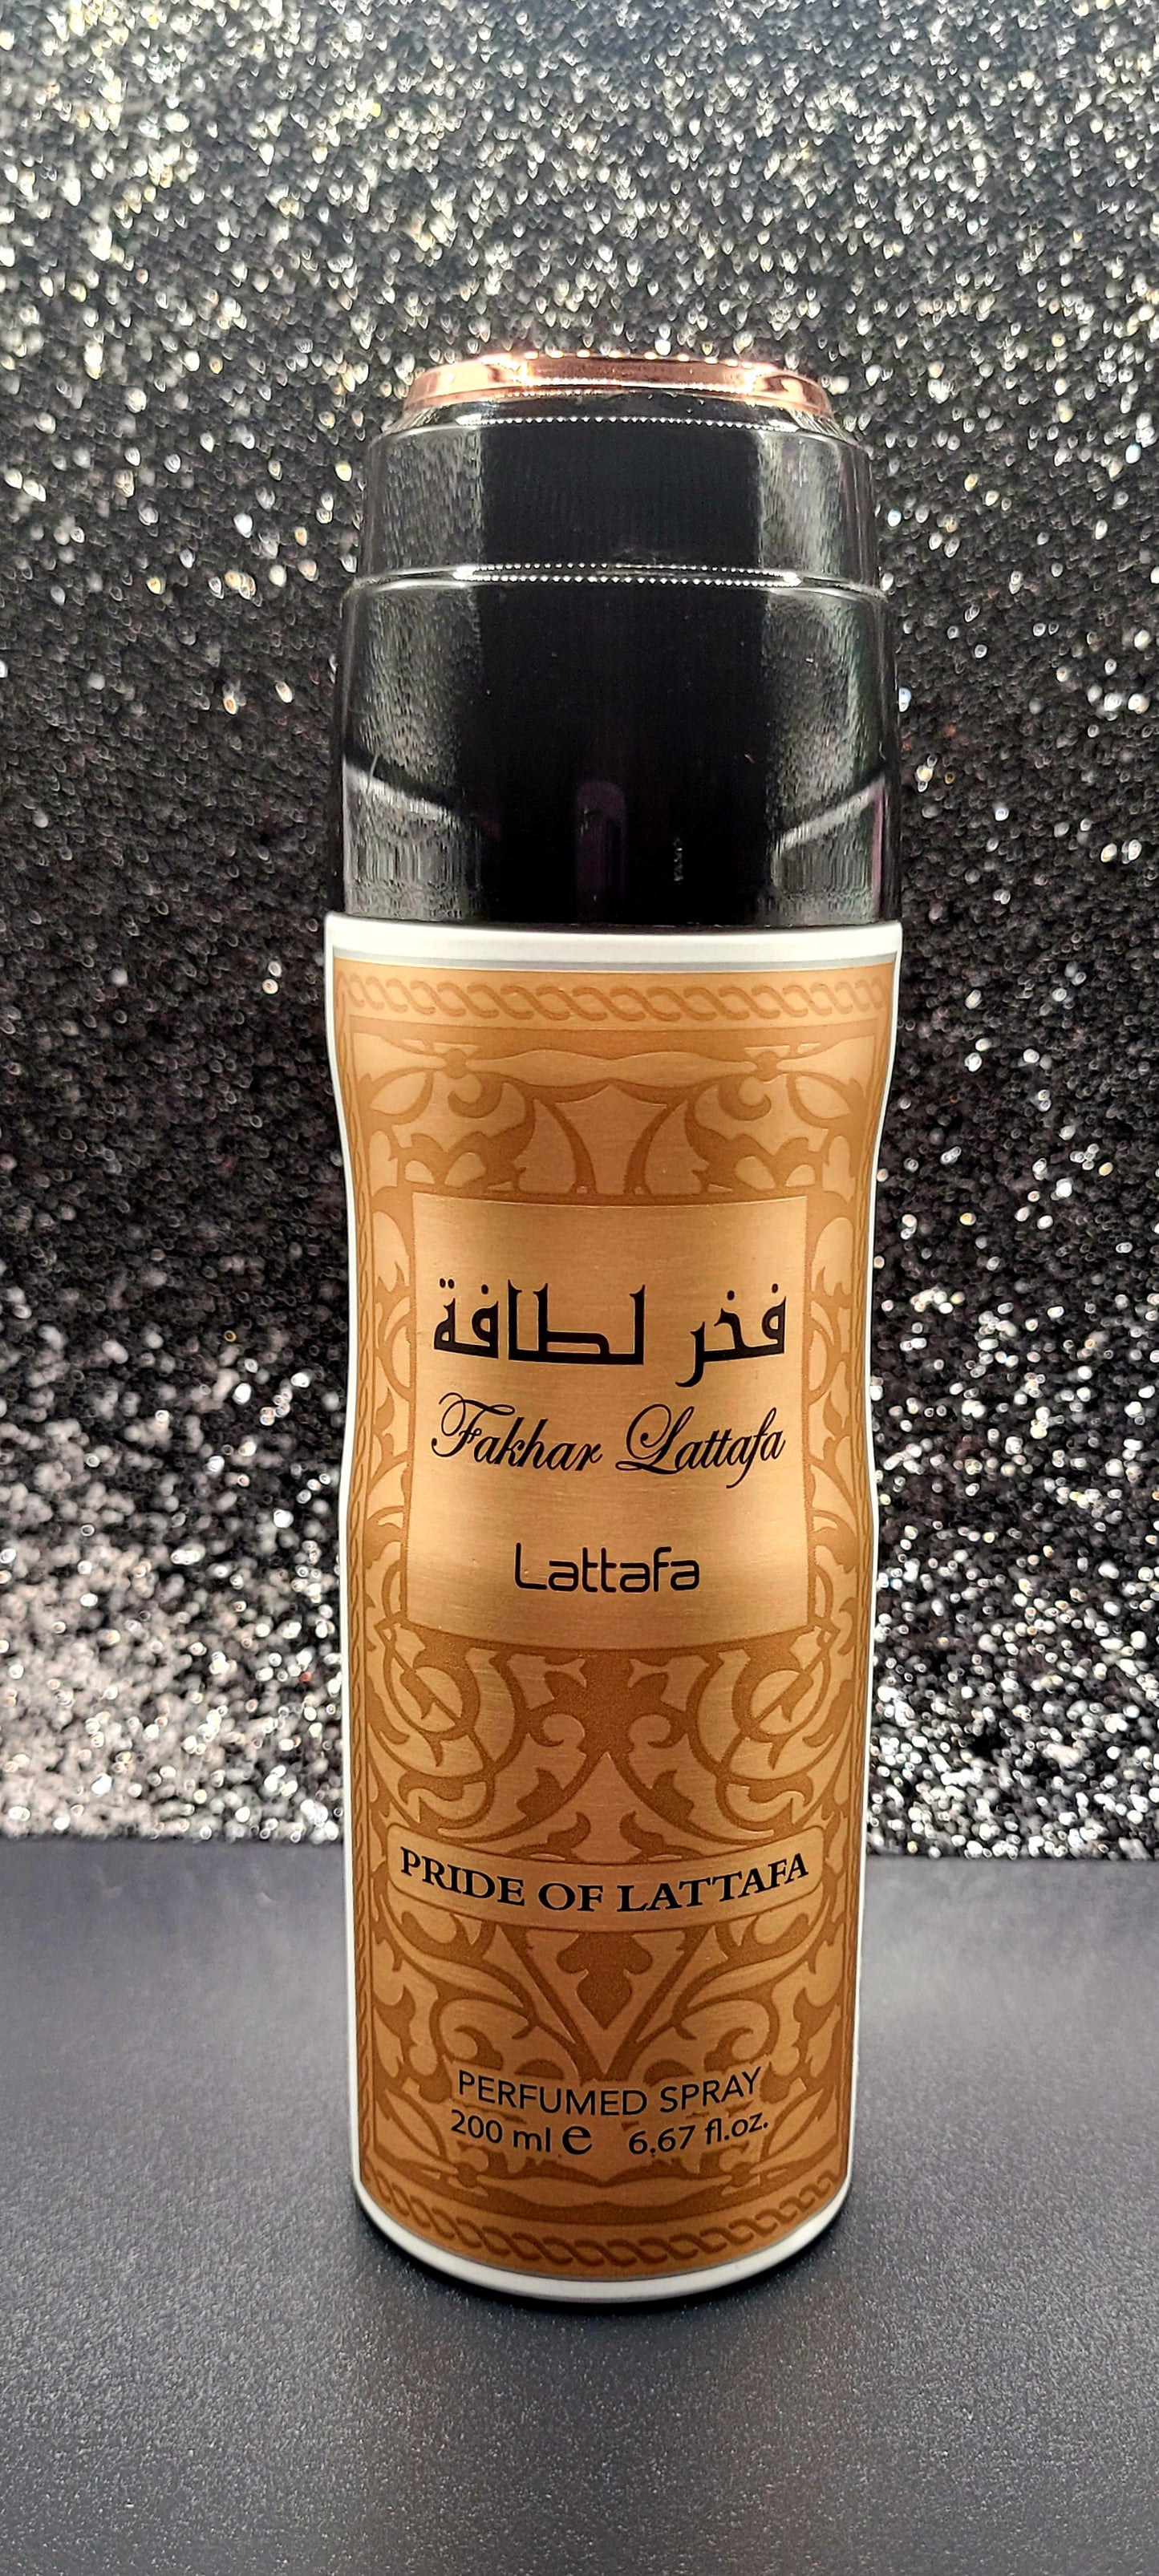 فخر لطافة
Fakhar Lattafa
Lattafa
PRIDE OF LATTAFA
PERFUMED SPRAY
200 ml e 6.67 fl.oz.